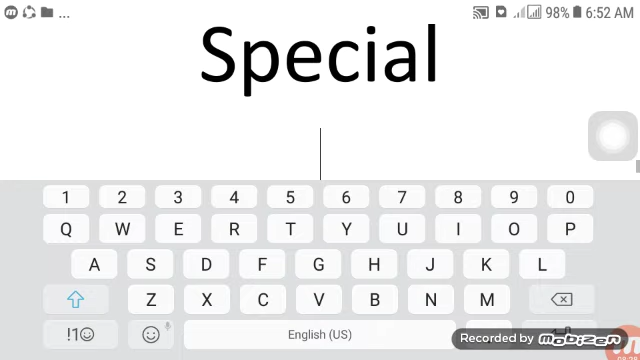 ... 98% 6:52 AM
Special
1 2 3 4 5 6 7 8 9 0
Q W E R T Y U I O P
A S D F G H J K L
Z X C V B N M
!1☺ English (US)
Recorded by mobizen